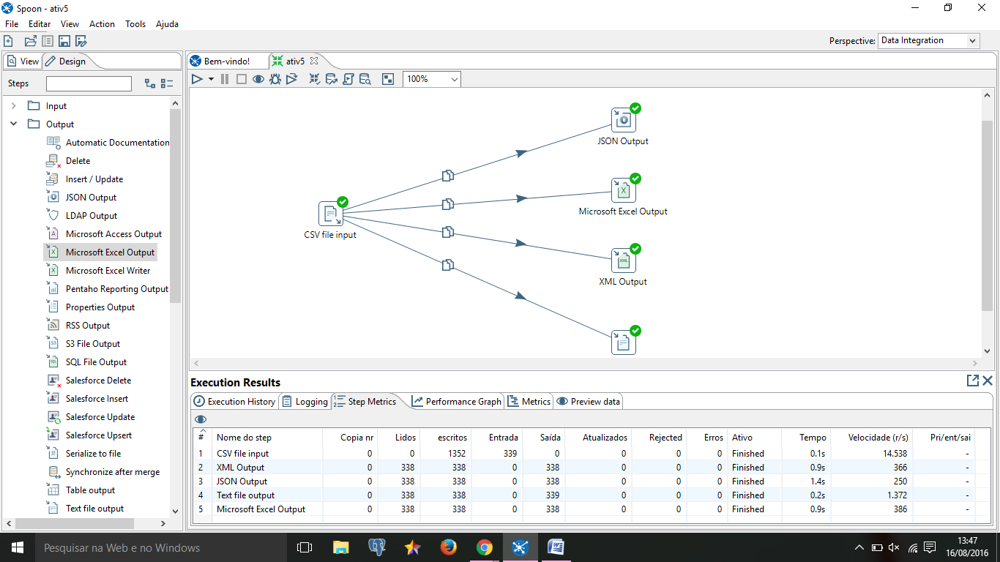 Spoon - ativ5
File Editar View Action Tools Ajuda
Perspective: Data Integration
View Design
Bem-vindo! ativ5
Steps
100%
Input
Output
Automatic Documentation
Delete
Insert / Update
JSON Output
LDAP Output
Microsoft Access Output
Microsoft Excel Output
Microsoft Excel Writer
Pentaho Reporting Output
Properties Output
RSS Output
S3 File Output
SQL File Output
Salesforce Delete
Salesforce Insert
Salesforce Update
Salesforce Upsert
Serialize to file
Synchronize after merge
Table output
Text file output
JSON Output
Microsoft Excel Output
CSV file input
XML
XML Output
Execution Results
Execution History Logging Step Metrics Performance Graph Metrics Preview data
# Nome do step Copia nr Lidos escritos Entrada Saída Atualizados Rejected Erros Ativo Tempo Velocidade (r/s) Pri/ent/sai
1 CSV file input 0 0 1352 339 0 0 0 0 Finished 0.1s 14.538 -
2 XML Output 0 338 338 0 338 0 0 0 Finished 0.9s 366 -
3 JSON Output 0 338 338 0 338 0 0 0 Finished 1.4s 250 -
4 Text file output 0 338 338 0 339 0 0 0 Finished 0.2s 1.372 -
5 Microsoft Excel Output 0 338 338 0 338 0 0 0 Finished 0.9s 386 -
Pesquisar na Web e no Windows
13:47
16/08/2016